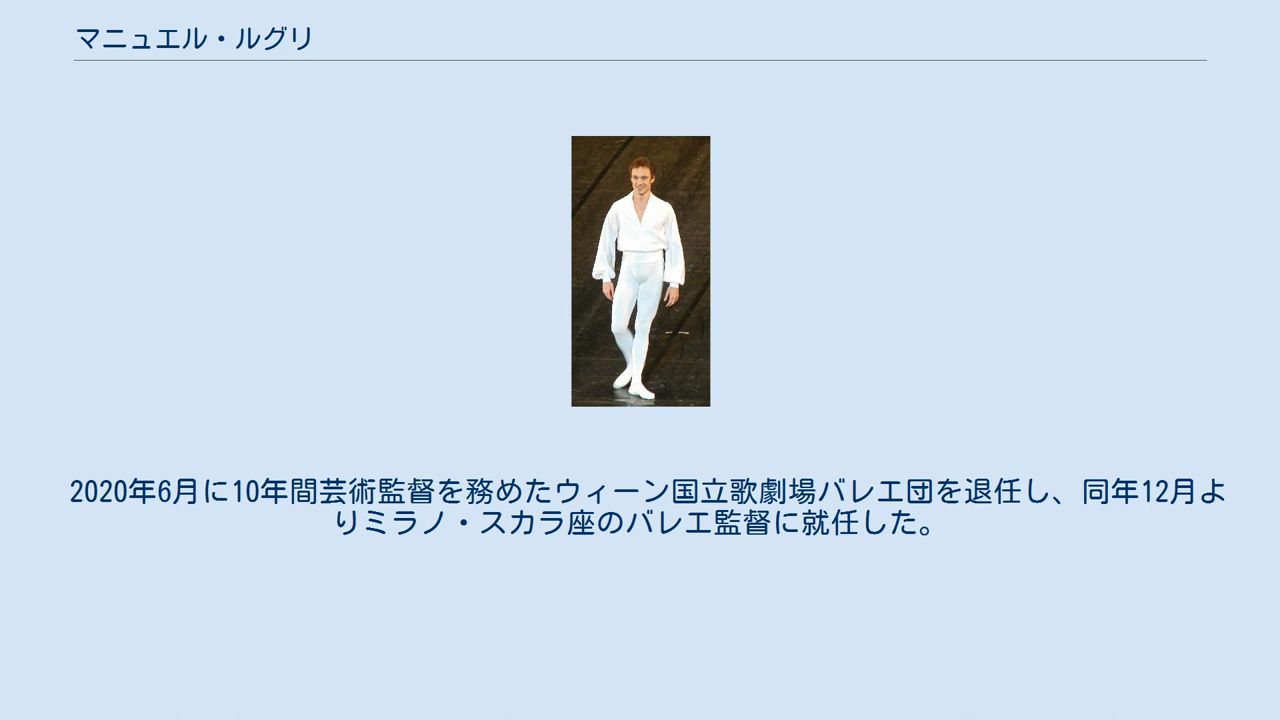 マニュエル・ルグリ
2020年6月に10年間芸術監督を務めたウィーン国立歌劇場バレエ団を退任し、同年12月よ
りミラノ・スカラ座のバレエ監督に就任した。